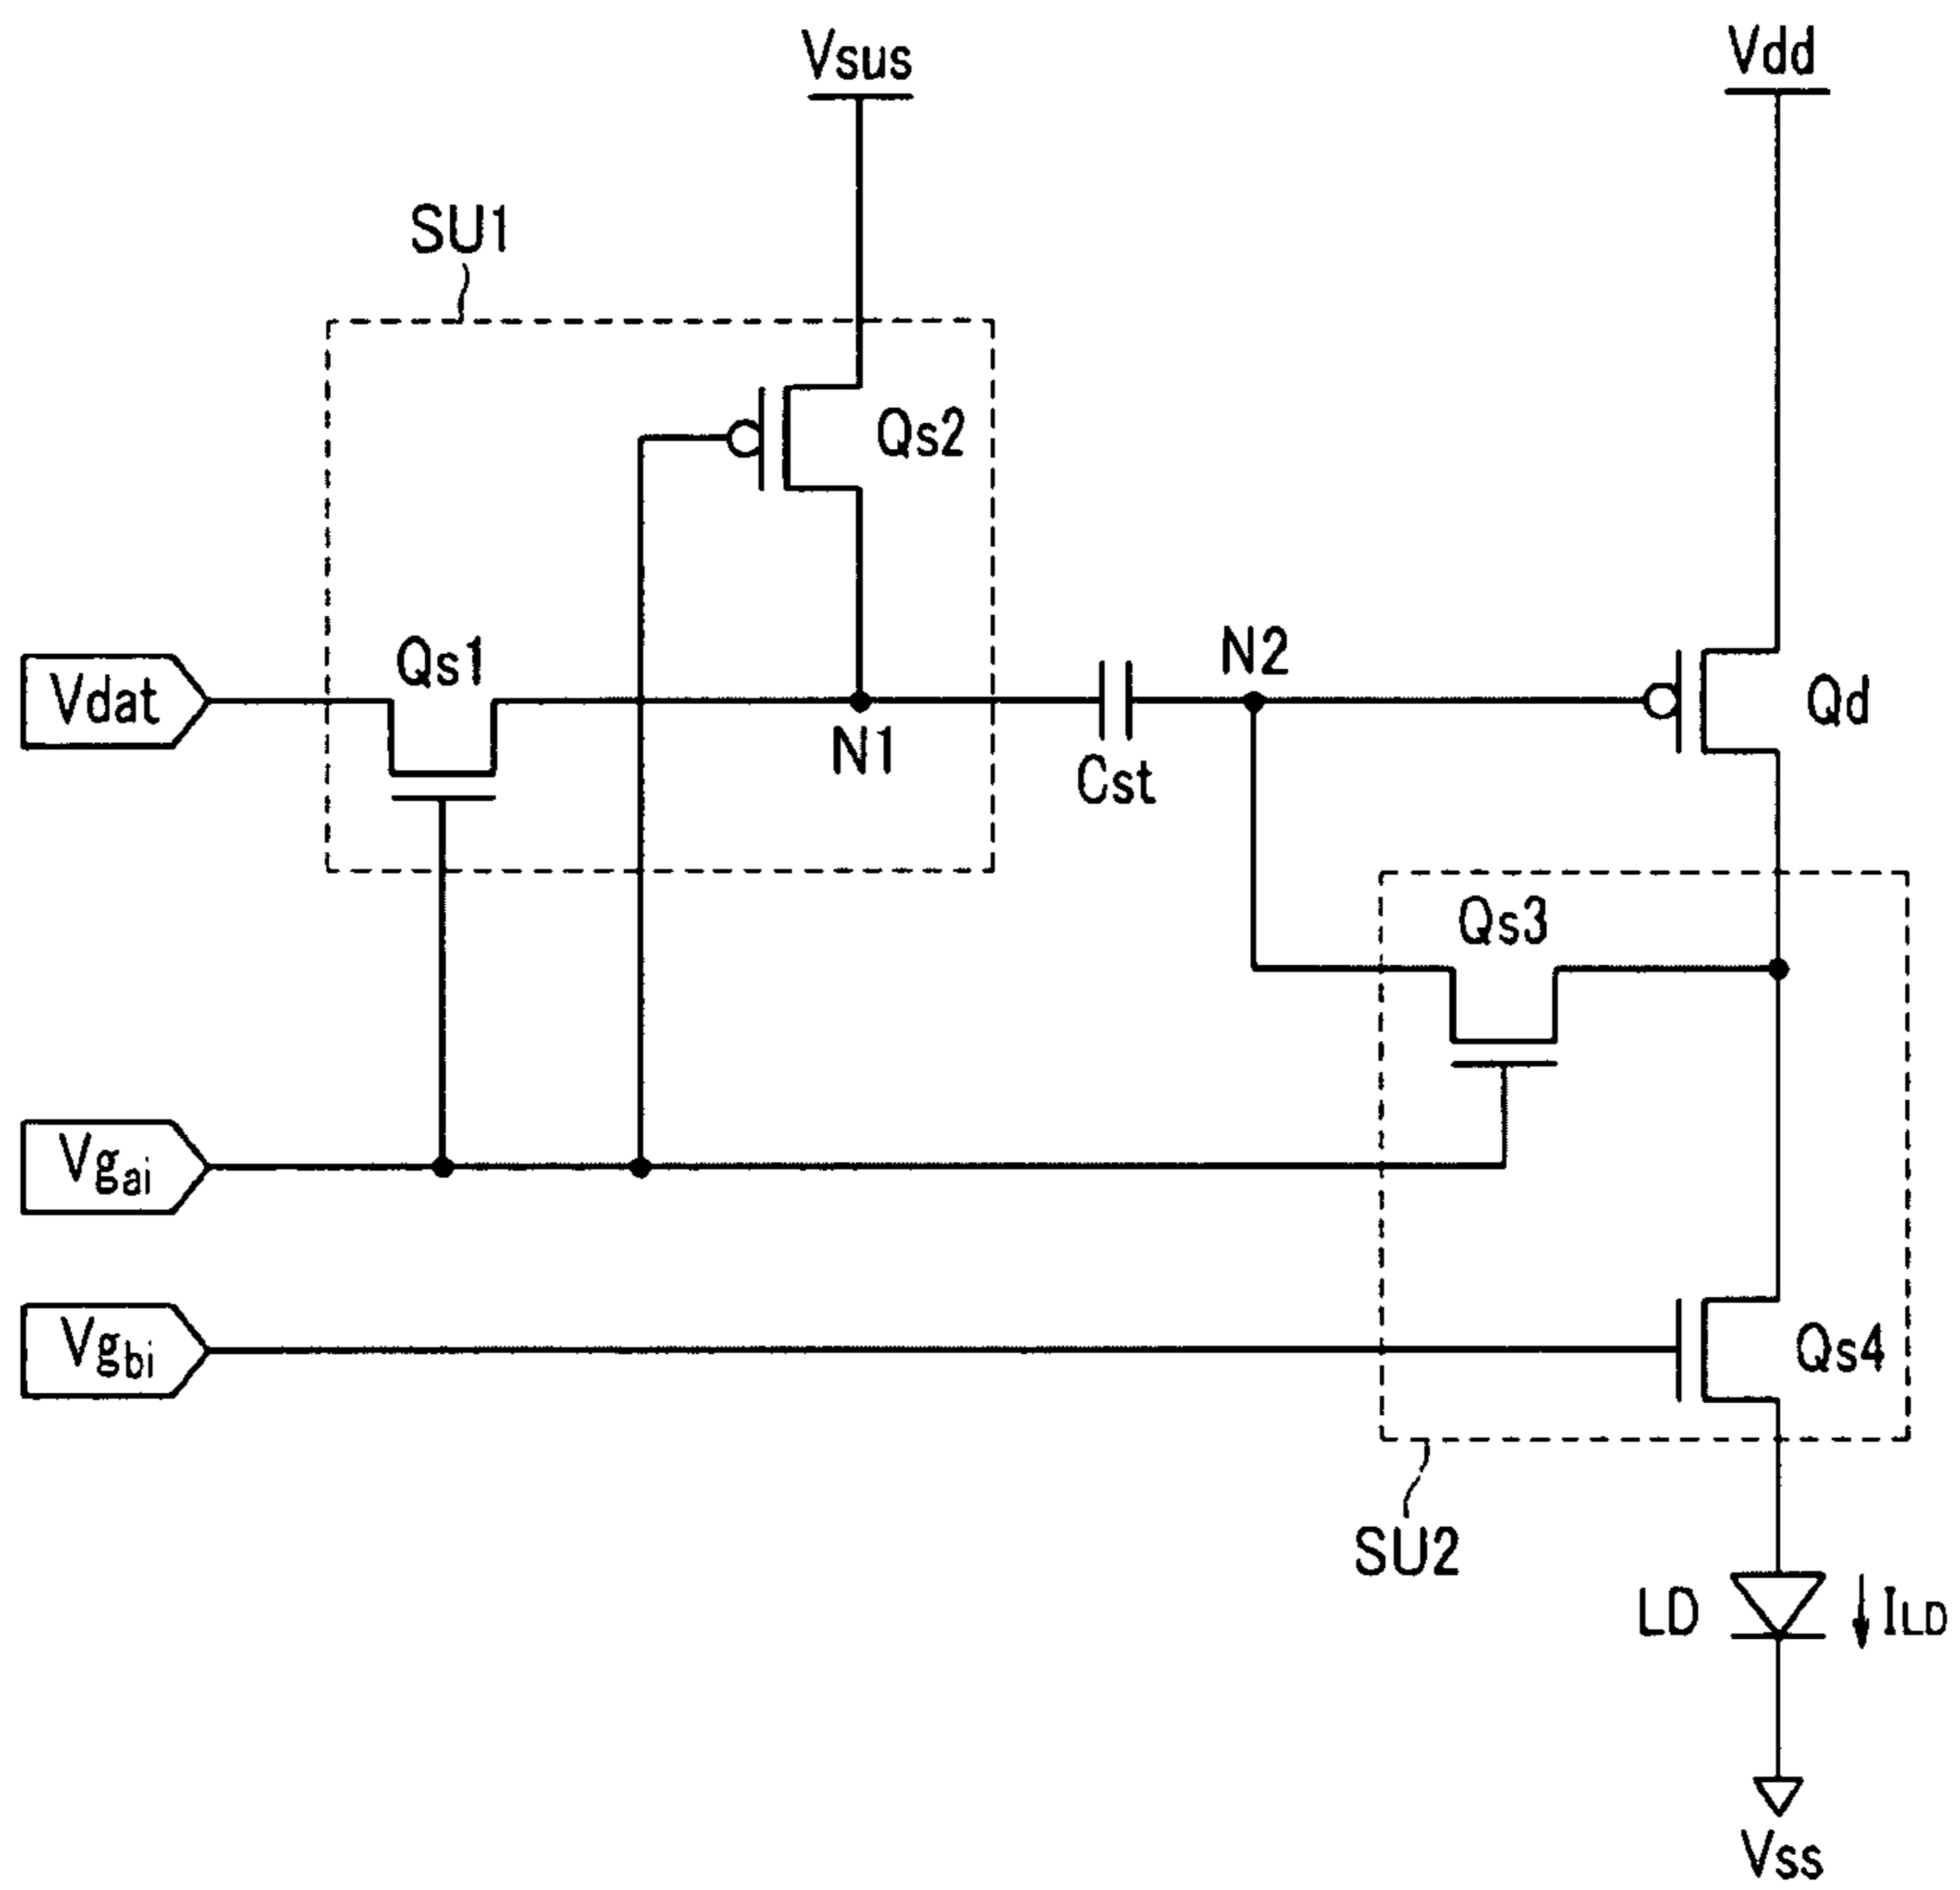 Vsus
Vdd
SU1
Qs2
Qs1
N2
Vdat
Qd
N1
Cst
Qs3
Vgai
Vgbi
Qs4
SU2
LD
ILD
Vss